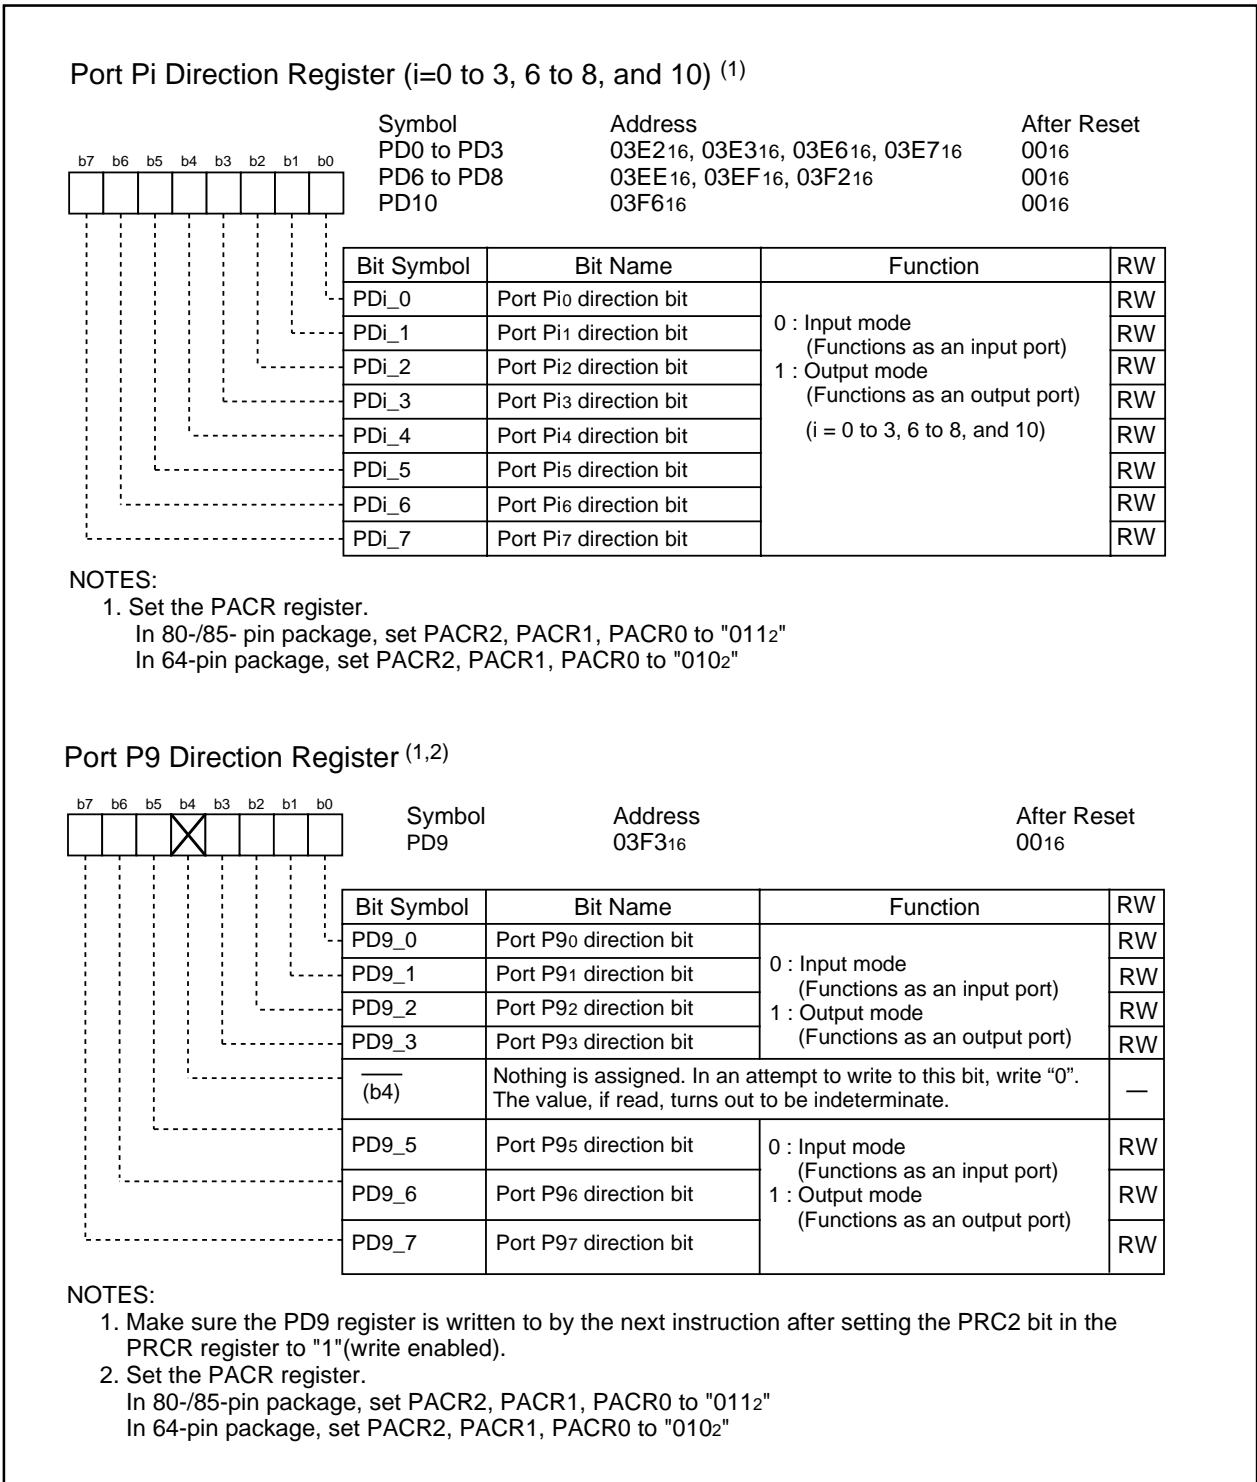 Port Pi Direction Register (i=0 to 3, 6 to 8, and 10) (1)
Symbol Address After Reset
PD0 to PD3 03E216, 03E316, 03E616, 03E716 0016
PD6 to PD8 03EE16, 03EF16, 03F216 0016
PD10 03F616 0016
b7 b6 b5 b4 b3 b2 b1 b0
Bit Symbol Bit Name Function RW
PDi_0 Port Pi0 direction bit RW
PDi_1 Port Pi1 direction bit RW
PDi_2 Port Pi2 direction bit RW
PDi_3 Port Pi3 direction bit RW
PDi_4 Port Pi4 direction bit RW
PDi_5 Port Pi5 direction bit RW
PDi_6 Port Pi6 direction bit RW
PDi_7 Port Pi7 direction bit RW
0 : Input mode
(Functions as an input port)
1 : Output mode
(Functions as an output port)
(i = 0 to 3, 6 to 8, and 10)
NOTES:
1. Set the PACR register.
In 80-/85- pin package, set PACR2, PACR1, PACR0 to "0112"
In 64-pin package, set PACR2, PACR1, PACR0 to "0102"
Port P9 Direction Register (1,2)
b7 b6 b5 b4 b3 b2 b1 b0
Symbol Address After Reset
PD9 03F316 0016
Bit Symbol Bit Name Function RW
PD9_0 Port P90 direction bit RW
PD9_1 Port P91 direction bit RW
PD9_2 Port P92 direction bit RW
PD9_3 Port P93 direction bit RW
0 : Input mode
(Functions as an input port)
1 : Output mode
(Functions as an output port)
(b4) Nothing is assigned. In an attempt to write to this bit, write “0”. —
The value, if read, turns out to be indeterminate.
PD9_5 Port P95 direction bit RW
PD9_6 Port P96 direction bit RW
PD9_7 Port P97 direction bit RW
0 : Input mode
(Functions as an input port)
1 : Output mode
(Functions as an output port)
NOTES:
1. Make sure the PD9 register is written to by the next instruction after setting the PRC2 bit in the
PRCR register to "1"(write enabled).
2. Set the PACR register.
In 80-/85-pin package, set PACR2, PACR1, PACR0 to "0112"
In 64-pin package, set PACR2, PACR1, PACR0 to "0102"